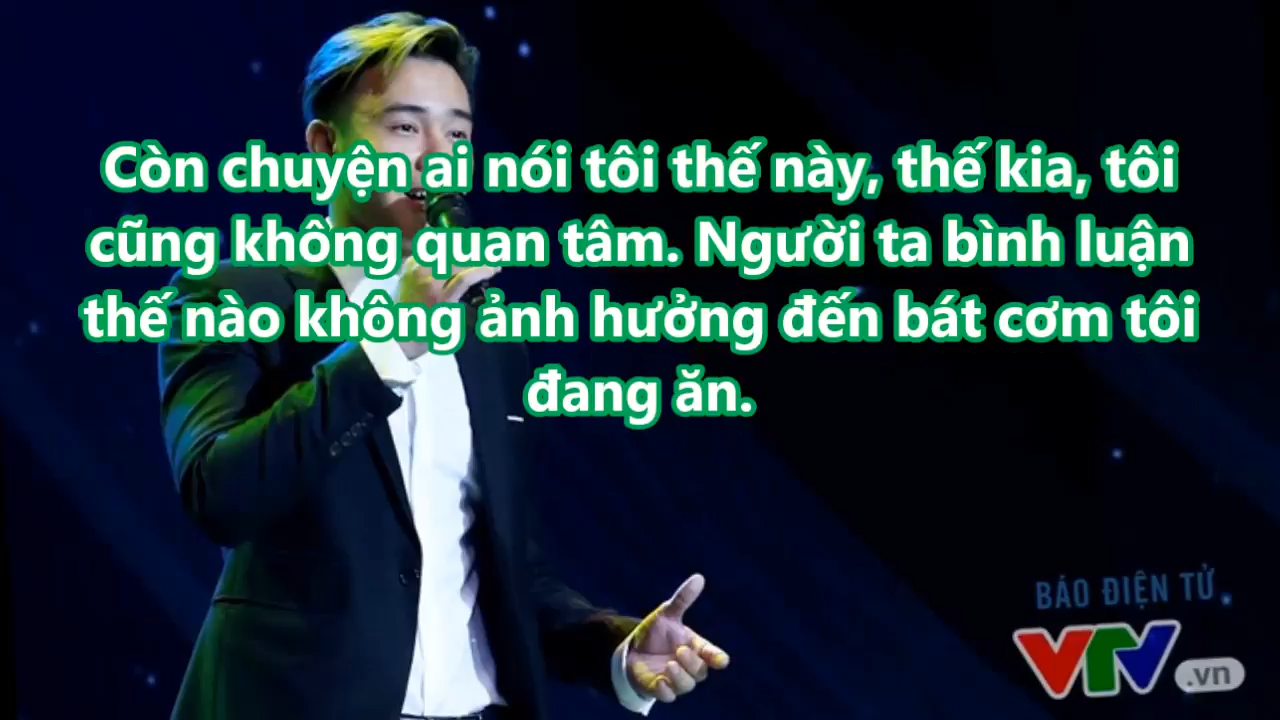 Còn chuyện ai nói tôi thế này, thế kia, tôi
cũng không quan tâm. Người ta bình luận
thế nào không ảnh hưởng đến bát cơm tôi
đang ăn.
BÁO ĐIỆN TỬ
VTV.vn